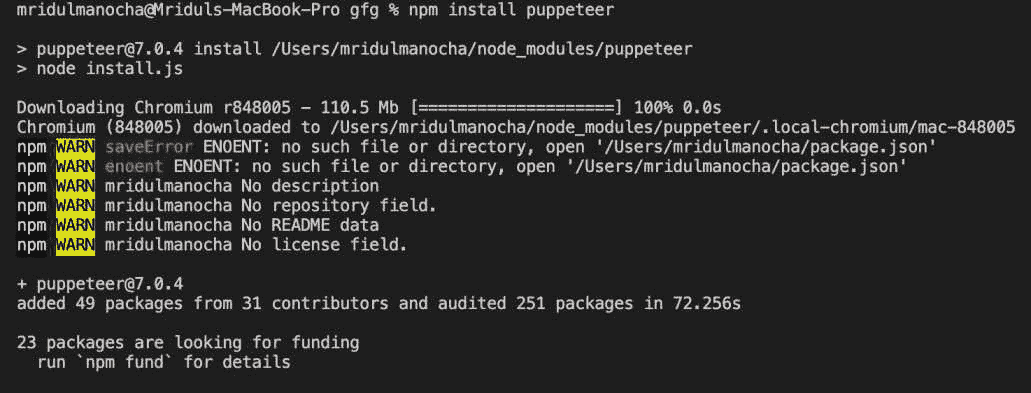 mridulmanocha@Mriduls-MacBook-Pro gfg % npm install puppeteer
> puppeteer@7.0.4 install /Users/mridulmanocha/node_modules/puppeteer
> node install.js
Downloading Chromium r848005 - 110.5 Mb [====================] 100% 0.0s
Chromium (848005) downloaded to /Users/mridulmanocha/node_modules/puppeteer/.local-chromium/mac-848005
npm WARN saveError ENOENT: no such file or directory, open '/Users/mridulmanocha/package.json'
npm WARN enoent ENOENT: no such file or directory, open '/Users/mridulmanocha/package.json'
npm WARN mridulmanocha No description
npm WARN mridulmanocha No repository field.
npm WARN mridulmanocha No README data
npm WARN mridulmanocha No license field.
+ puppeteer@7.0.4
added 49 packages from 31 contributors and audited 251 packages in 72.256s
23 packages are looking for funding
run `npm fund` for details